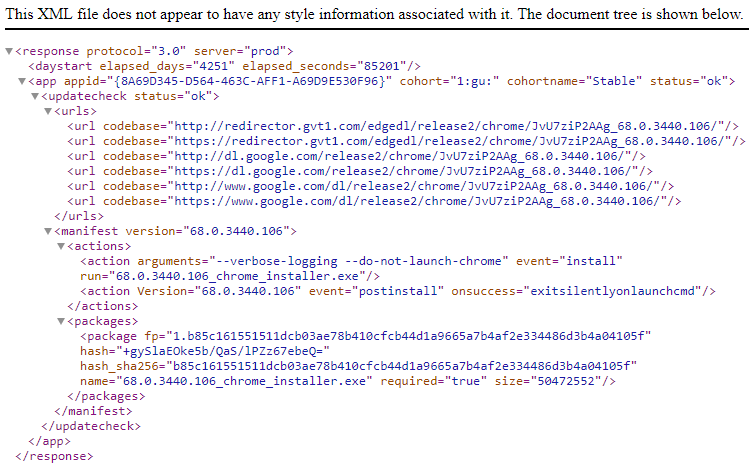 This XML file does not appear to have any style information associated with it. The document tree is shown below.
▼<response protocol="3.0" server="prod">
<daystart elapsed_days="4251" elapsed_seconds="85201"/>
▼<app appid="{8A69D345-D564-463C-AFF1-A69D9E530F96}" cohort="1:gu:" cohortname="Stable" status="ok">
▼<updatecheck status="ok">
▼<urls>
<url codebase="http://redirector.gvt1.com/edgedl/release2/chrome/JvU7ziP2AAg_68.0.3440.106/"/>
<url codebase="https://redirector.gvt1.com/edgedl/release2/chrome/JvU7ziP2AAg_68.0.3440.106/"/>
<url codebase="http://dl.google.com/release2/chrome/JvU7ziP2AAg_68.0.3440.106/"/>
<url codebase="https://dl.google.com/release2/chrome/JvU7ziP2AAg_68.0.3440.106/"/>
<url codebase="http://www.google.com/dl/release2/chrome/JvU7ziP2AAg_68.0.3440.106/"/>
<url codebase="https://www.google.com/dl/release2/chrome/JvU7ziP2AAg_68.0.3440.106/"/>
</urls>
▼<manifest version="68.0.3440.106">
▼<actions>
<action arguments="--verbose-logging --do-not-launch-chrome" event="install"
run="68.0.3440.106_chrome_installer.exe"/>
<action Version="68.0.3440.106" event="postinstall" onsuccess="exitsilentlyonlaunchcmd"/>
</actions>
▼<packages>
<package fp="1.b85c161551511dcb03ae78b410cfcb44d1a9665a7b4af2e334486d3b4a04105f"
hash="+gySlaEOke5b/QaS/lPZz67ebeQ="
hash_sha256="b85c161551511dcb03ae78b410cfcb44d1a9665a7b4af2e334486d3b4a04105f"
name="68.0.3440.106_chrome_installer.exe" required="true" size="50472552"/>
</packages>
</manifest>
</updatecheck>
</app>
</response>